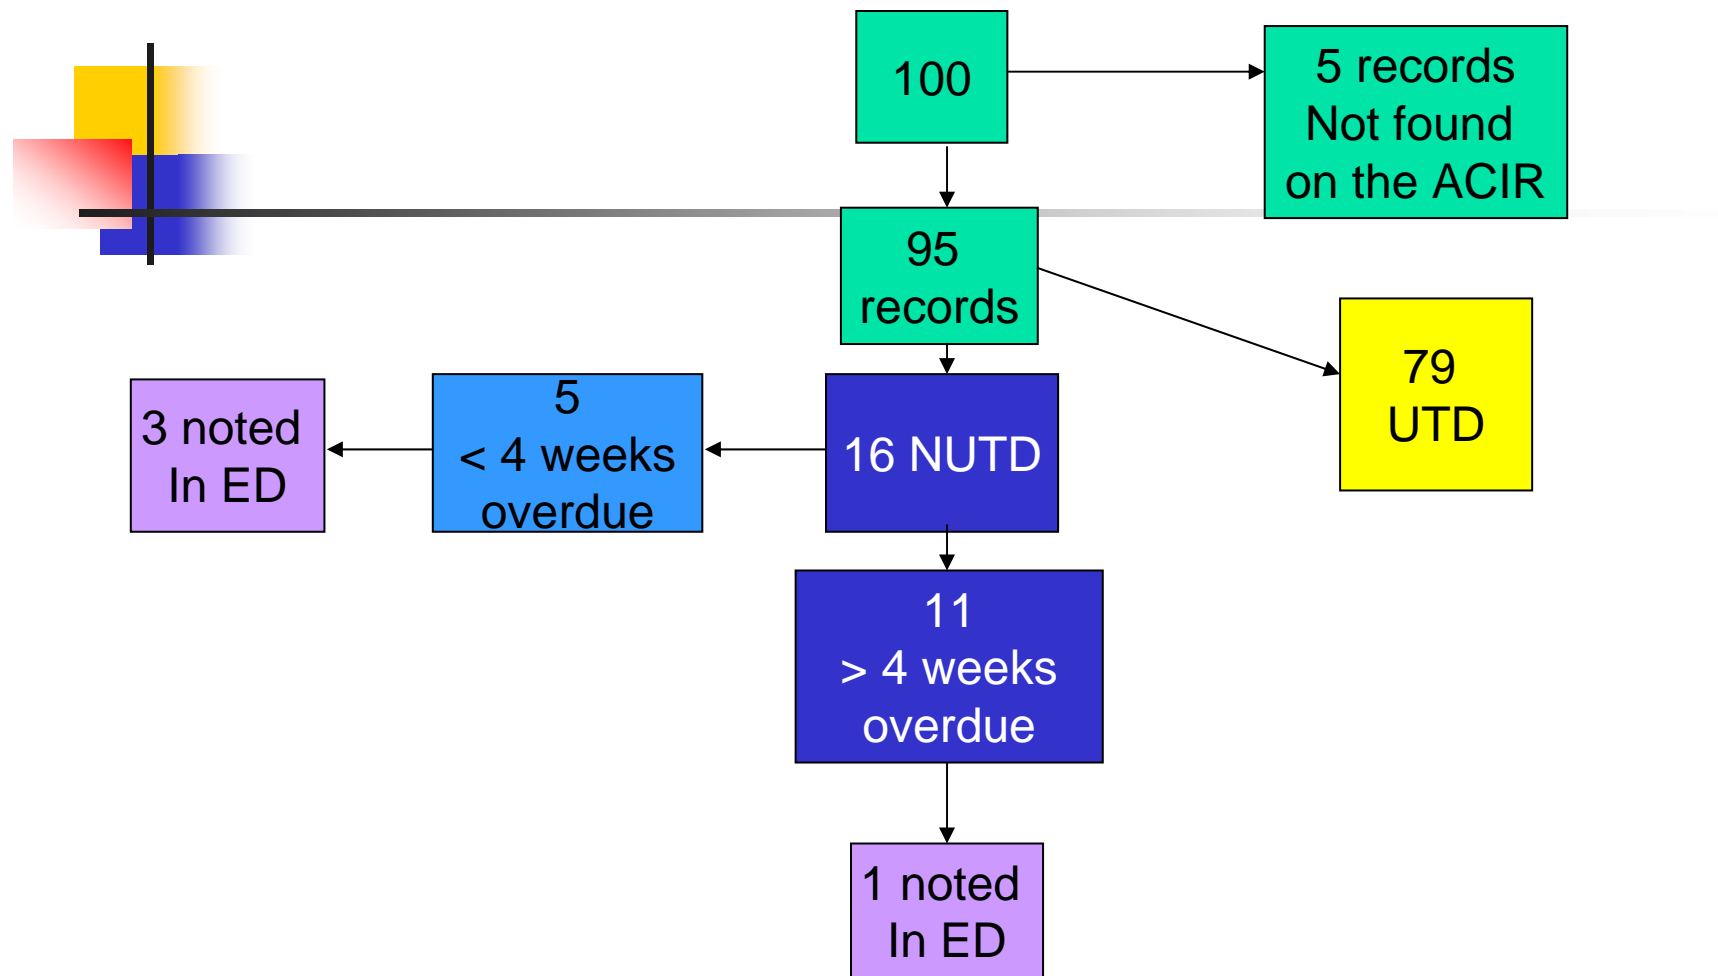 100
5 records
Not found
on the ACIR
95
records
79
UTD
3 noted
In ED
5
< 4 weeks
overdue
16 NUTD
11
> 4 weeks
overdue
1 noted
In ED